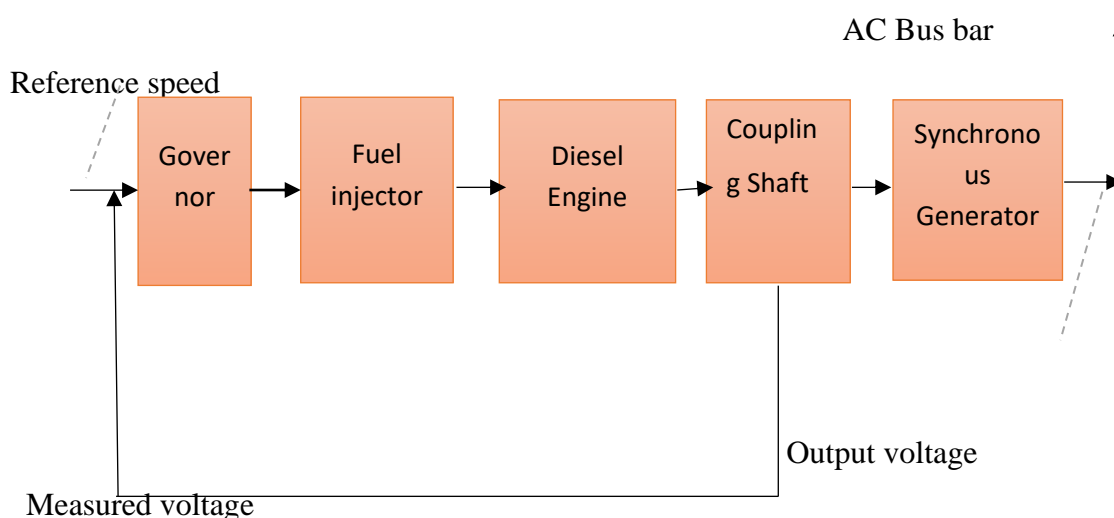 AC Bus bar
Reference speed
Gover
nor
Fuel
injector
Diesel
Engine
Couplin
g Shaft
Synchrono
us
Generator
Output voltage
Measured voltage